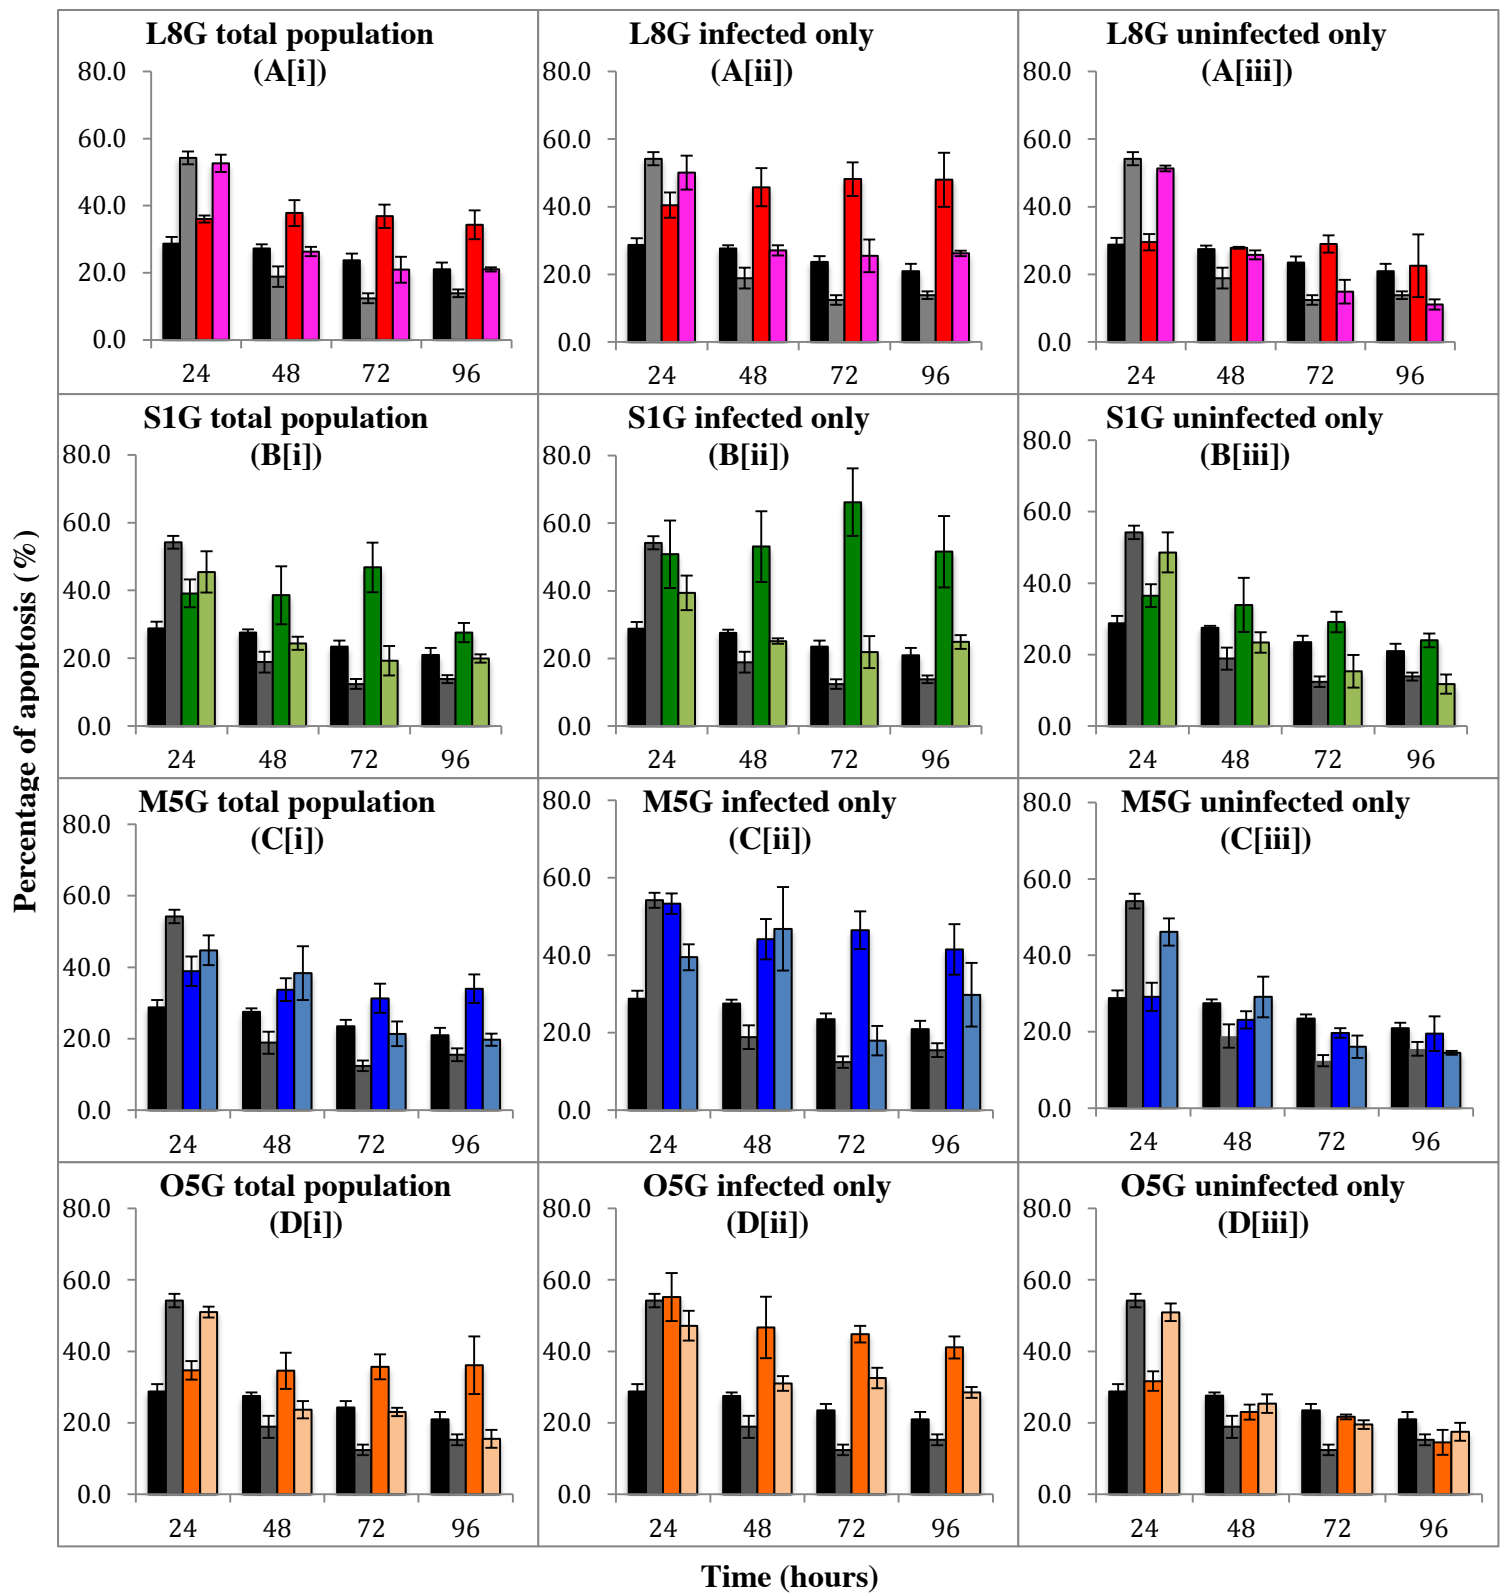 L8G total population
(A[i])
80.0
60.0
40.0
20.0
0.0
24 48 72 96
L8G infected only
(A[ii])
80.0
60.0
40.0
20.0
0.0
24 48 72 96
L8G uninfected only
(A[iii])
80.0
60.0
40.0
20.0
0.0
24 48 72 96
S1G total population
(B[i])
80.0
60.0
40.0
20.0
0.0
24 48 72 96
S1G infected only
(B[ii])
80.0
60.0
40.0
20.0
0.0
24 48 72 96
S1G uninfected only
(B[iii])
80.0
60.0
40.0
20.0
0.0
24 48 72 96
Percentage of apoptosis (%)
M5G total population
(C[i])
80.0
60.0
40.0
20.0
0.0
24 48 72 96
M5G infected only
(C[ii])
80.0
60.0
40.0
20.0
0.0
24 48 72 96
M5G uninfected only
(C[iii])
80.0
60.0
40.0
20.0
0.0
24 48 72 96
O5G total population
(D[i])
80.0
60.0
40.0
20.0
0.0
24 48 72 96
O5G infected only
(D[ii])
80.0
60.0
40.0
20.0
0.0
24 48 72 96
O5G uninfected only
(D[iii])
80.0
60.0
40.0
20.0
0.0
24 48 72 96
Time (hours)